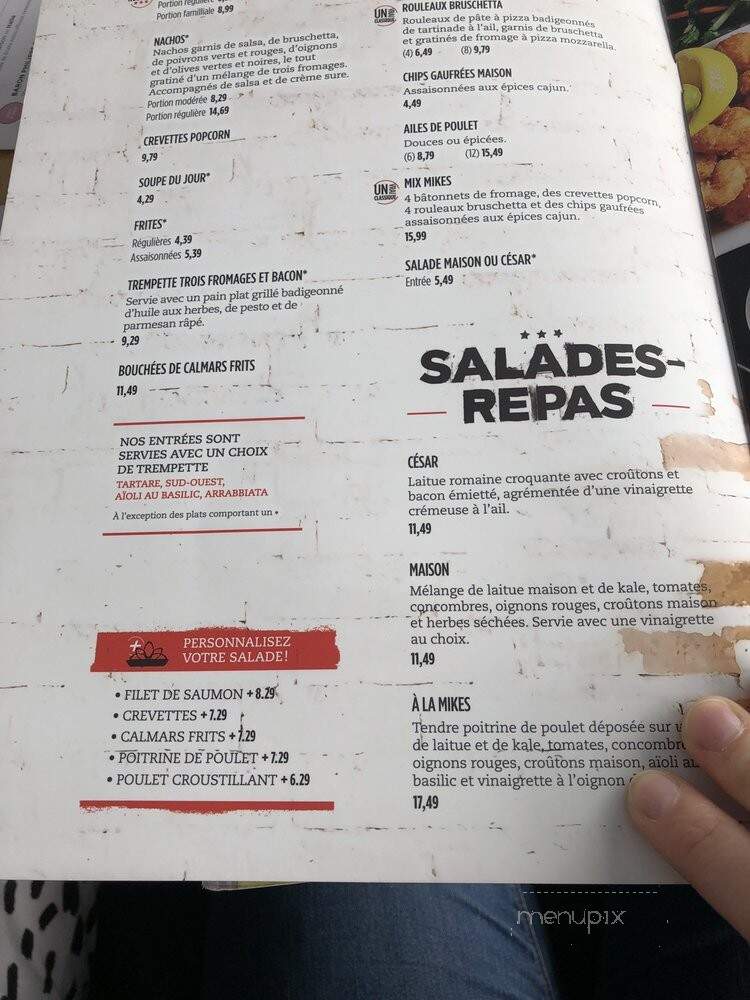 Portion familiale 8,99
NACHOS*
Nachos garnis de salsa, de bruschetta,
de poivrons verts et rouges, d'oignons
et d'olives vertes et noires, le tout
gratiné d'un mélange de trois fromages.
Accompagnés de salsa et de crème sure.
Portion modérée 8,29
Portion régulière 14,69
CREVETTES POPCORN
9,79
SOUPE DU JOUR*
4,29
FRITES*
Régulières 4,39
Assaisonnées 5,39
TREMPETTE TROIS FROMAGES ET BACON*
Servie avec un pain plat grillé badigeonné
d'huile aux herbes, de pesto et de
parmesan râpé.
9,29
BOUCHÉES DE CALMARS FRITS
11,49
NOS ENTRÉES SONT
SERVIES AVEC UN CHOIX
DE TREMPETTE
TARTARE, SUD-OUEST,
AÏOLI AU BASILIC, ARRABBIATA
À l'exception des plats comportant un *
PERSONNALISEZ
VOTRE SALADE!
• FILET DE SAUMON +8.29
• CREVETTES +7.29
• CALMARS FRITS +7.29
• POITRINE DE POULET +7.29
• POULET CROUSTILLANT +6.29
ROULEAUX BRUSCHETTA
UN CLASSIQUE
Rouleaux de pâte à pizza badigeonnés
de tartinade à l'ail, garnis de bruschetta
et gratinés de fromage à pizza mozzarella.
(4) 6,49 (8) 9,79
CHIPS GAUFRÉES MAISON
Assaisonnées aux épices cajun.
4,49
AILES DE POULET
Douces ou épicées.
(6) 8,79 (12) 15,49
UN CLASSIQUE
MIX MIKES
4 bâtonnets de fromage, des crevettes popcorn,
4 rouleaux bruschetta et des chips gaufrées
assaisonnées aux épices cajun.
15,99
SALADE MAISON OU CÉSAR*
Entrée 5,49
SALADES-
REPAS
CÉSAR
Laitue romaine croquante avec croûtons et
bacon émietté, agrémentée d'une vinaigrette
crémeuse à l'ail.
11,49
MAISON
Mélange de laitue maison et de kale, tomates,
concombres, oignons rouges, croûtons maison
et herbes séchées. Servie avec une vinaigrette
au choix.
11,49
À LA MIKES
Tendre poitrine de poulet déposée sur
de laitue et de kale, tomates, concombre
oignons rouges, croûtons maison, aïoli au
basilic et vinaigrette à l'oignon
17,49
menupix